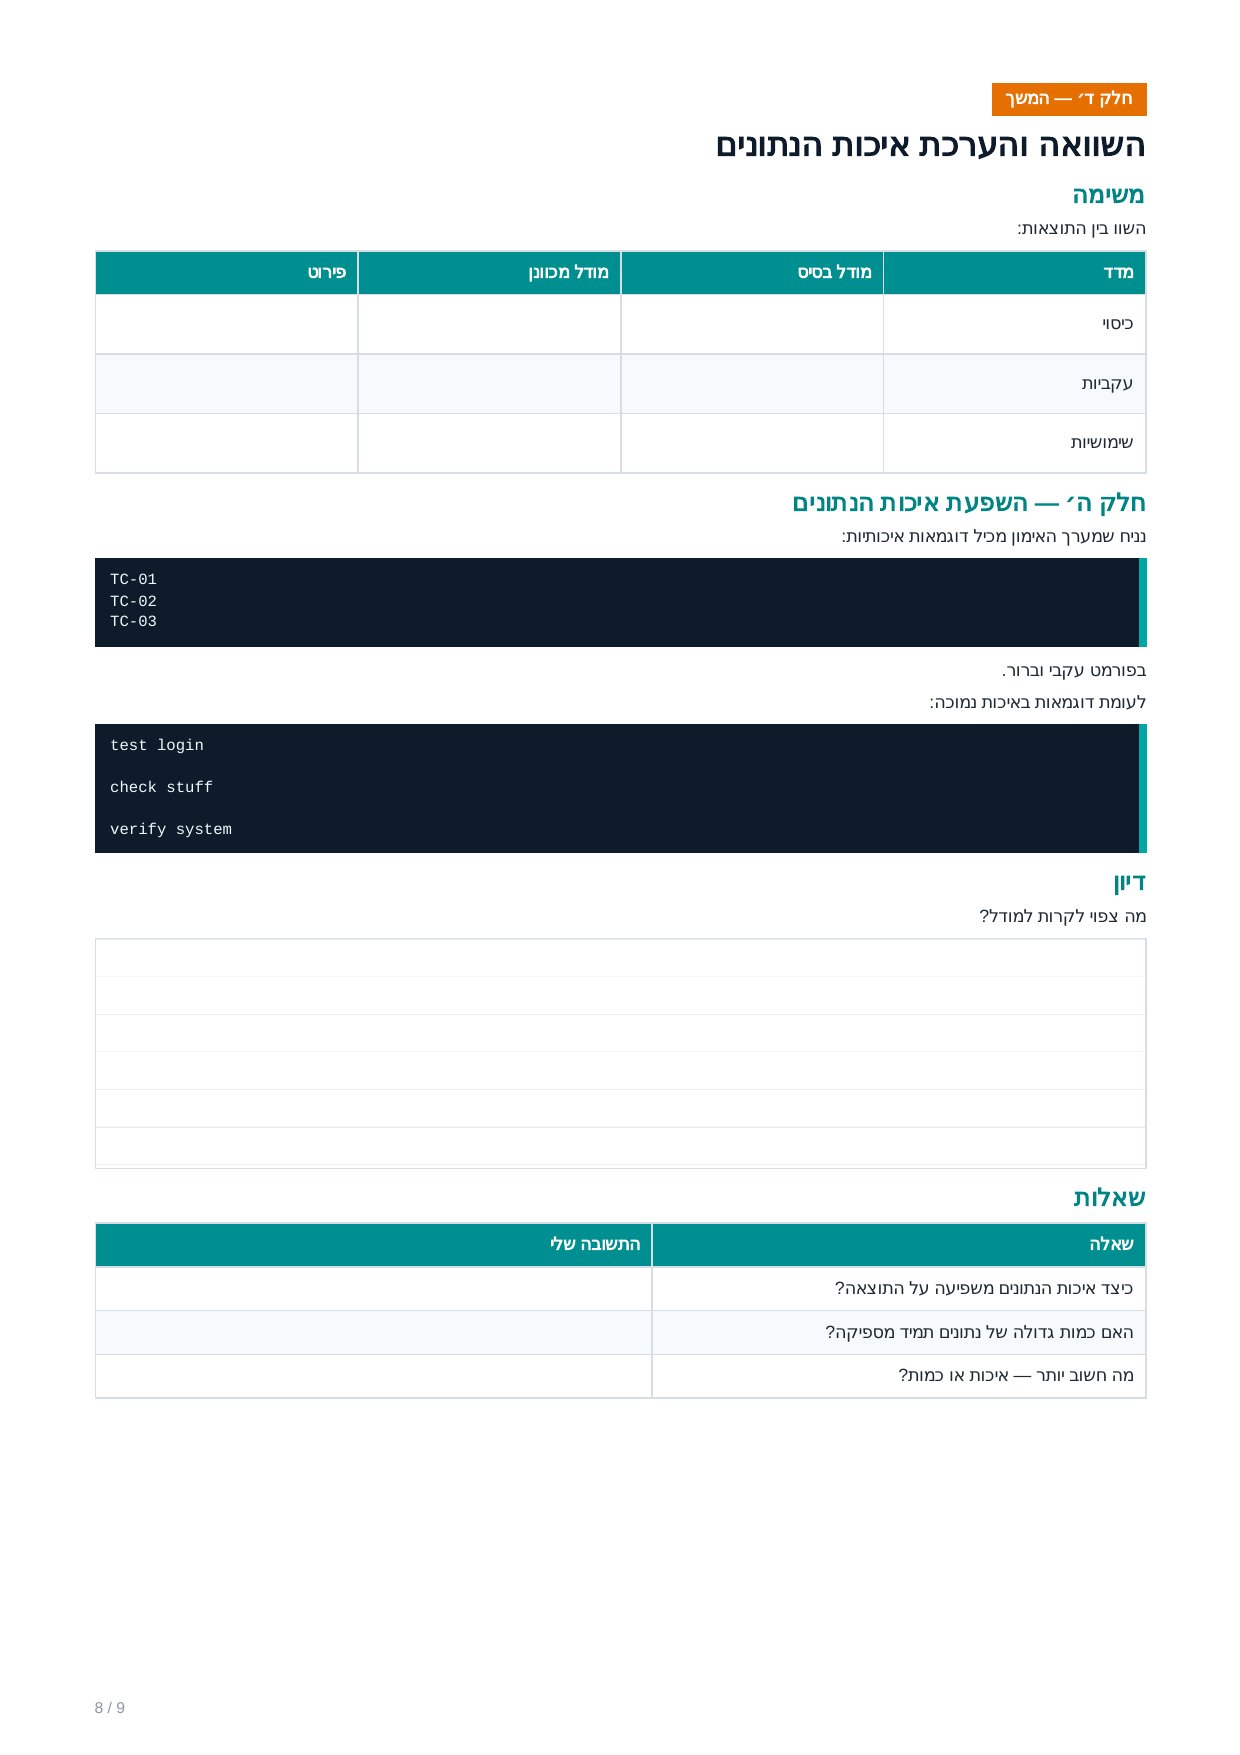 חלק ד׳ — המשך
השוואה והערכת איכות הנתונים
משימה
השוו בין התוצאות:
מדד מודל בסיס מודל מכוונן פירוט
כיסוי
עקביות
שימושיות
חלק ה׳ — השפעת איכות הנתונים
נניח שמערך האימון מכיל דוגמאות איכותיות:
TC-01
TC-02
TC-03
בפורמט עקבי וברור.
לעומת דוגמאות באיכות נמוכה:
test login
check stuff
verify system
דיון
מה צפוי לקרות למודל?
שאלות
שאלה התשובה שלי
כיצד איכות הנתונים משפיעה על התוצאה?
האם כמות גדולה של נתונים תמיד מספיקה?
מה חשוב יותר — איכות או כמות?
8 / 9